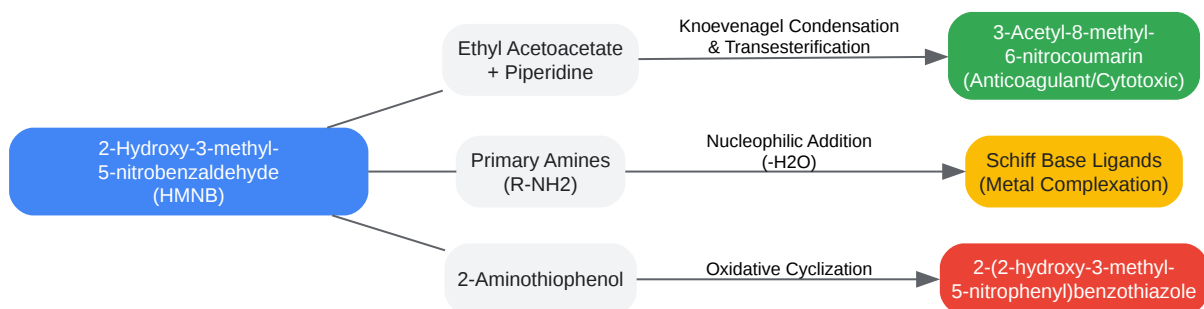 Ethyl Acetoacetate
+ Piperidine
Knoevenagel Condensation
& Transesterification
3-Acetyl-8-methyl-
6-nitrocoumarin
(Anticoagulant/Cytotoxic)
2-Hydroxy-3-methyl-
5-nitrobenzaldehyde
(HMNB)
Primary Amines
(R-NH2)
Nucleophilic Addition
(-H2O)
Schiff Base Ligands
(Metal Complexation)
2-Aminothiophenol
Oxidative Cyclization
2-(2-hydroxy-3-methyl-
5-nitrophenyl)benzothiazole